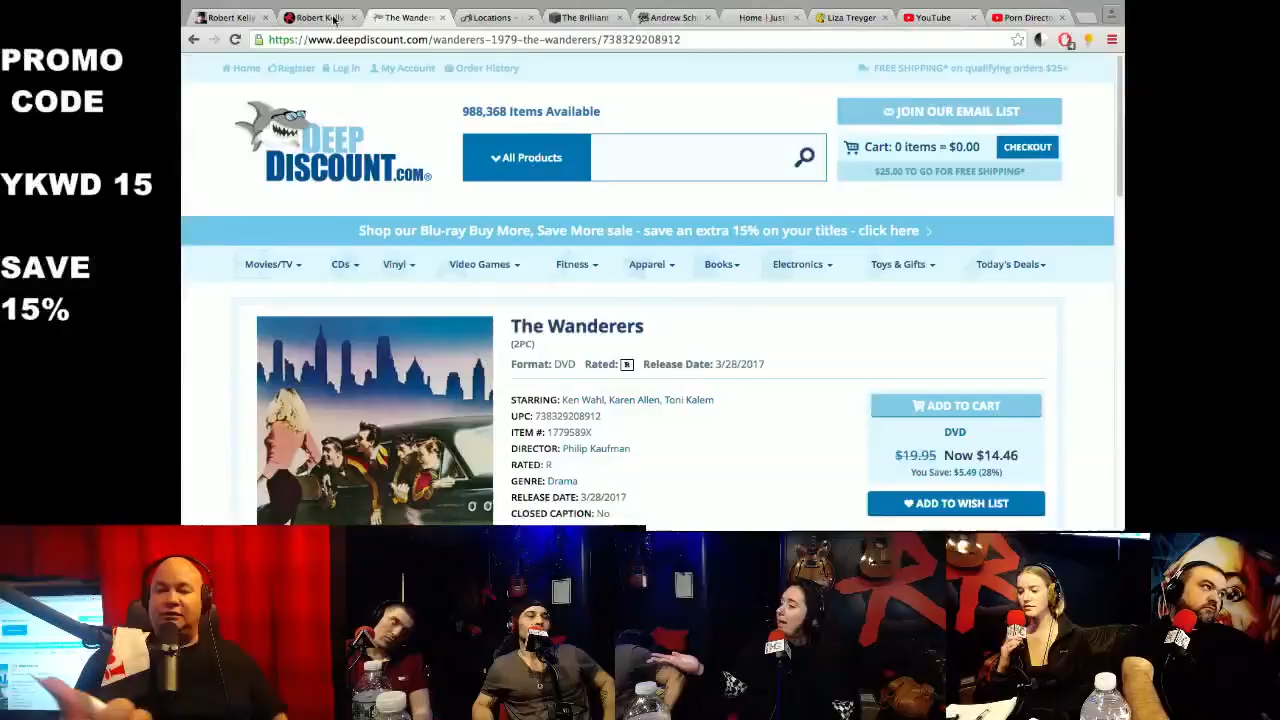 PROMO
CODE
YKWD 15
SAVE
15%
Robert Kelly
Robert Kelly
The Wander
Locations –
The Brilliant
Andrew Sch
Home | Just
Liza Treyger
YouTube
Porn Directo
https://www.deepdiscount.com/wanderers-1979-the-wanderers/738329208912
Home
Register
Log In
My Account
Order History
FREE SHIPPING* on qualifying orders $25+
DEEP
DISCOUNT.COM®
988,368 Items Available
All Products
JOIN OUR EMAIL LIST
Cart: 0 items = $0.00
CHECKOUT
$25.00 TO GO FOR FREE SHIPPING*
Shop our Blu-ray Buy More, Save More sale - save an extra 15% on your titles - click here
Movies/TV
CDs
Vinyl
Video Games
Fitness
Apparel
Books
Electronics
Toys & Gifts
Today's Deals
The Wanderers
(2PC)
Format: DVD Rated: R Release Date: 3/28/2017
STARRING: Ken Wahl, Karen Allen, Toni Kalem
UPC: 738329208912
ITEM #: 1779589X
DIRECTOR: Philip Kaufman
RATED: R
GENRE: Drama
RELEASE DATE: 3/28/2017
CLOSED CAPTION: No
ADD TO CART
DVD
$19.95 Now $14.46
You Save: $5.49 (28%)
ADD TO WISH LIST